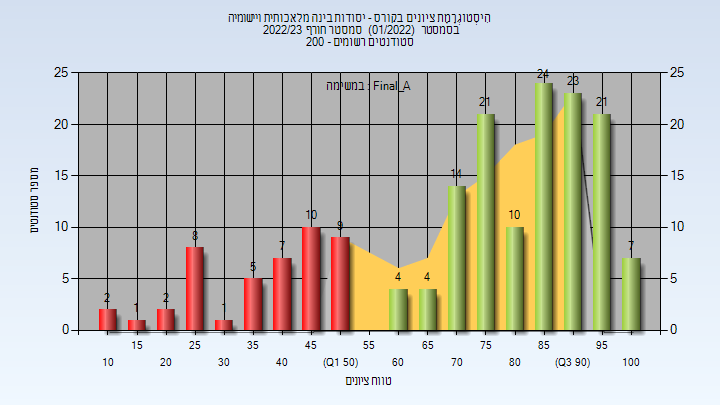 היסטוגרמת ציונים בקורס - יסודות בינה מלאכותית ויישומיה
בסמסטר (01/2022) סמסטר חורף 2022/23
סטודנטים רשומים - 200
במשימה : Final_A
מספר סטודנטים
25 20 15 10 5 0
25 20 15 10 5 0
2 1 2 8 1 5 7 10 9 4 4 14 21 10 24 23 21 7
15 25 35 45 55 65 75 85 95
10 20 30 40 (Q1 50) 60 70 80 (Q3 90) 100
טווח ציונים